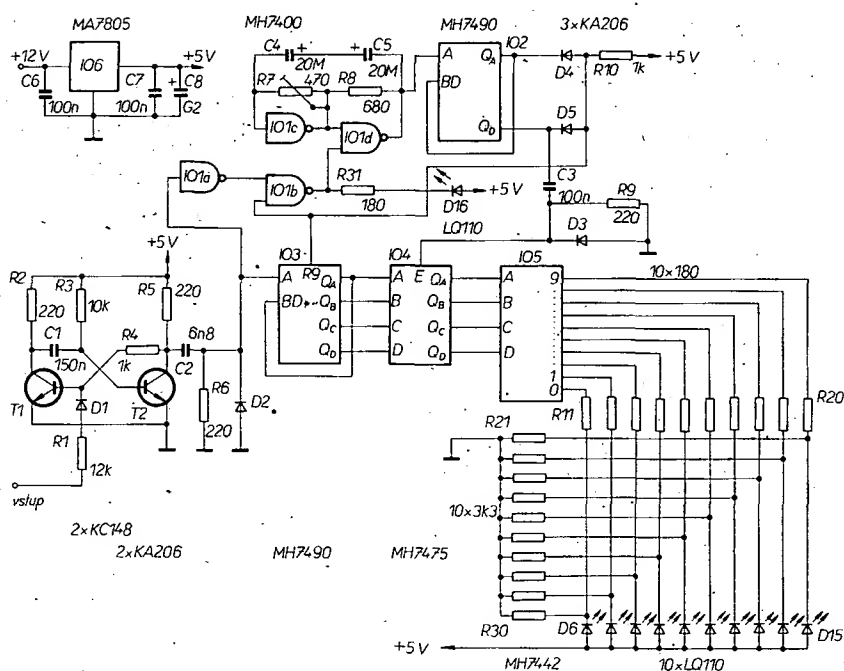 MA7805
MH7400
MH7490
3×KA206
+12V
IO6
+5V
C6
100n
C7
100n
C8
G2
C4
20M
C5
20M
R7
470
R8
680
IO1c
IO1d
IO1a
IO1b
R31
180
D16
+5V
LQ110
IO2
A
BD
QA
QD
D4
D5
R10
1k
+5V
C3
100n
R9
220
D3
+5V
R2
220
R3
10k
R5
220
C1
150n
R4
1k
6n8
C2
R6
220
D2
T1
T2
D1
R1
12k
vstup
IO3
A
R9
QA
BD
QB
QC
QD
IO4
A
E
QA
B
QB
C
QC
D
QD
IO5
A
B
C
D
9
1
0
10×180
R11
R20
R21
10×3k3
R30
D6
D15
+5V
2×KC148
2×KA206
MH7490
MH7475
MH7442
10×LQ110